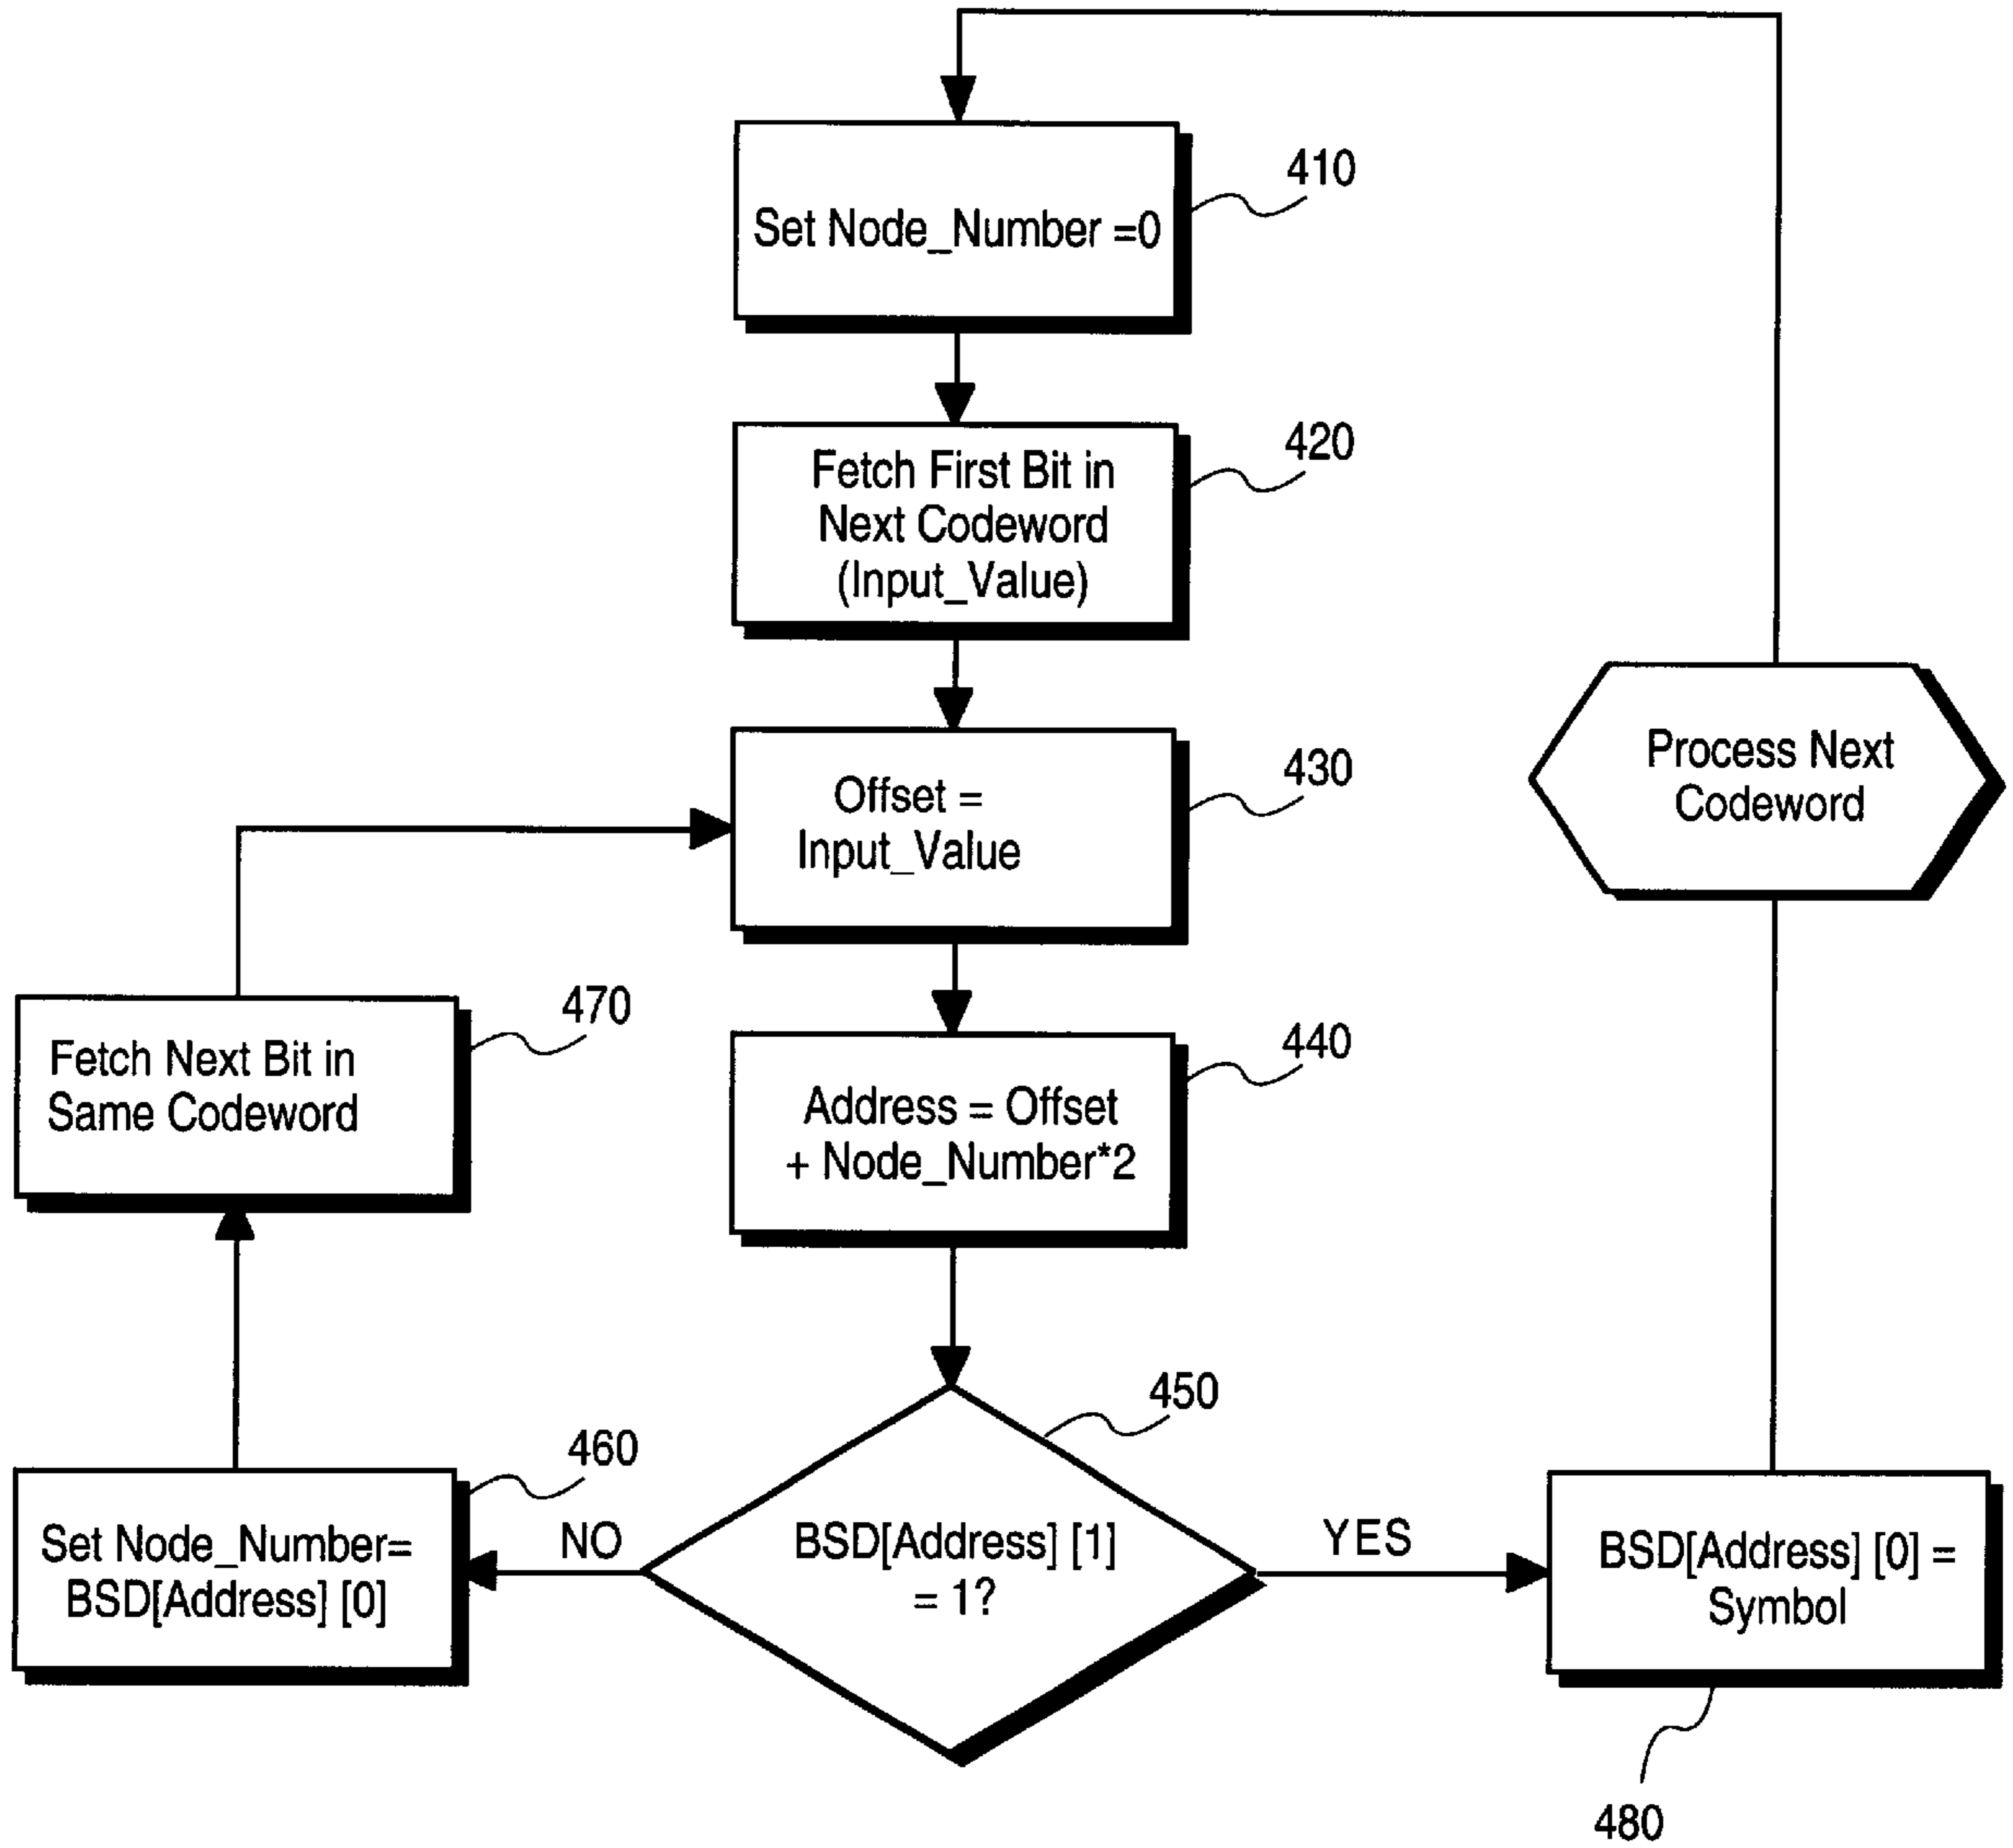 410
Set Node_Number =0
420
Fetch First Bit in
Next Codeword
(Input_Value)
430
Offset =
Input_Value
Process Next
Codeword
470
Fetch Next Bit in
Same Codeword
440
Address = Offset
+ Node_Number*2
450
460
Set Node_Number=
BSD[Address] [0]
NO
BSD[Address] [1]
= 1?
YES
BSD[Address] [0] =
Symbol
480